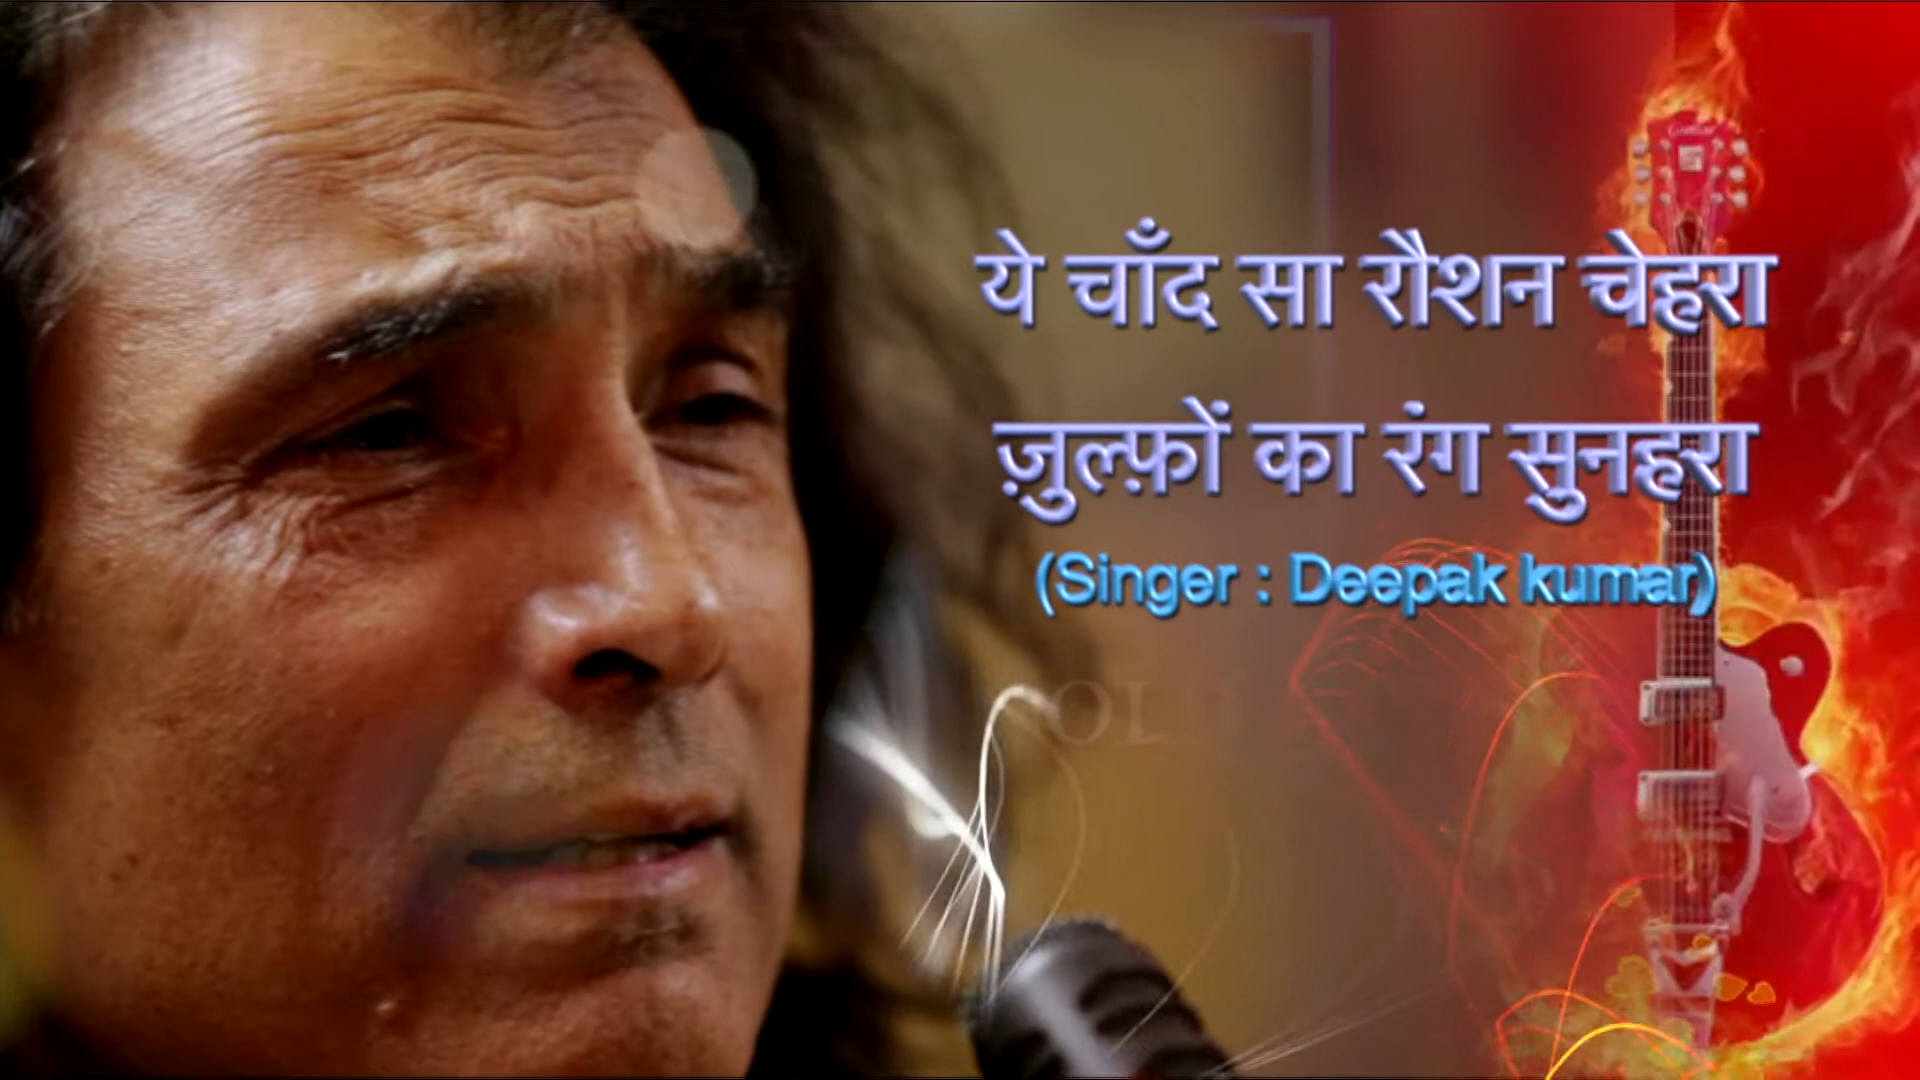 ये चाँद सा रौशन चेहरा
ज़ुल्फ़ों का रंग सुनहरा
(Singer : Deepak kumar)